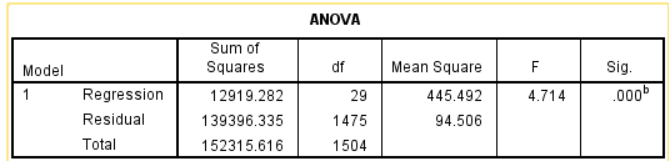 ANOVA
Model Sum of Squares df Mean Square F Sig.
1 Regression 12919.282 29 445.492 4.714 .000b
Residual 139396.335 1475 94.506
Total 152315.616 1504